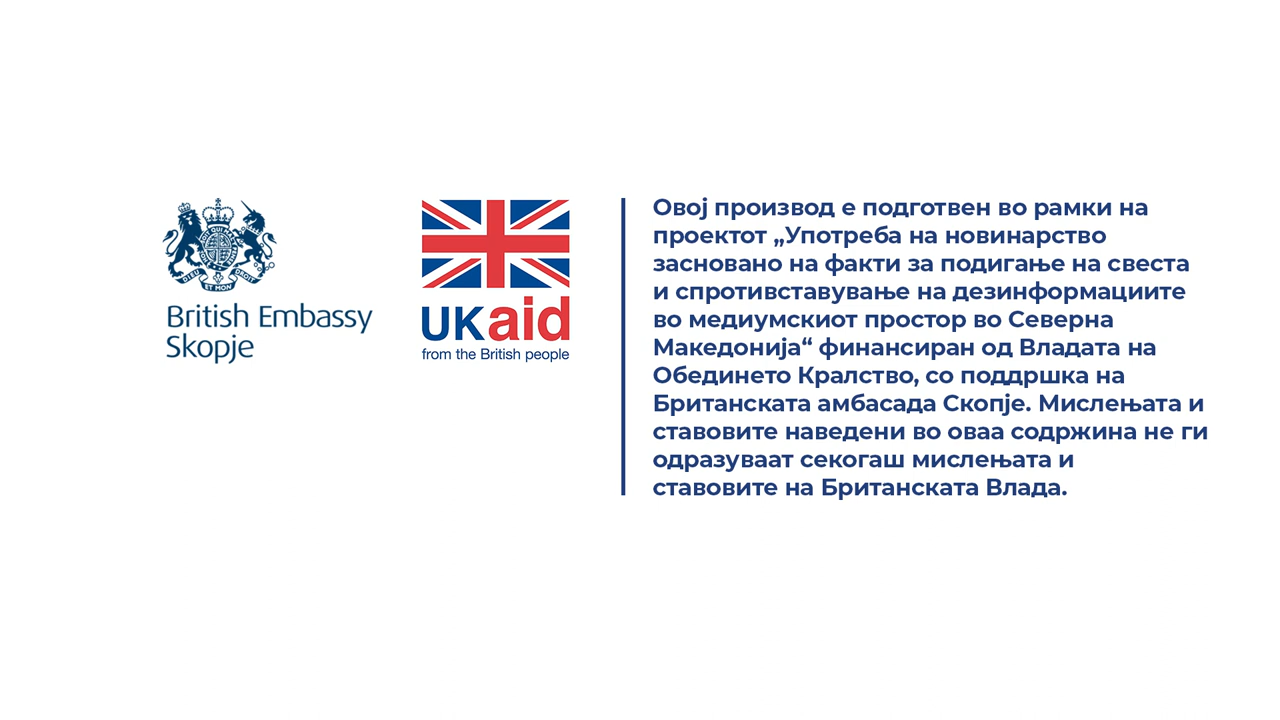 British Embassy
Skopje
UKaid
from the British people
Овој производ е подготвен во рамки на
проектот „Употреба на новинарство
засновано на факти за подигање на свеста
и спротивставување на дезинформациите
во медиумскиот простор во Северна
Македонија“ финансиран од Владата на
Обединето Кралство, со поддршка на
Британската амбасада Скопје. Мислењата и
ставовите наведени во оваа содржина не ги
одразуваат секогаш мислењата и
ставовите на Британската Влада.